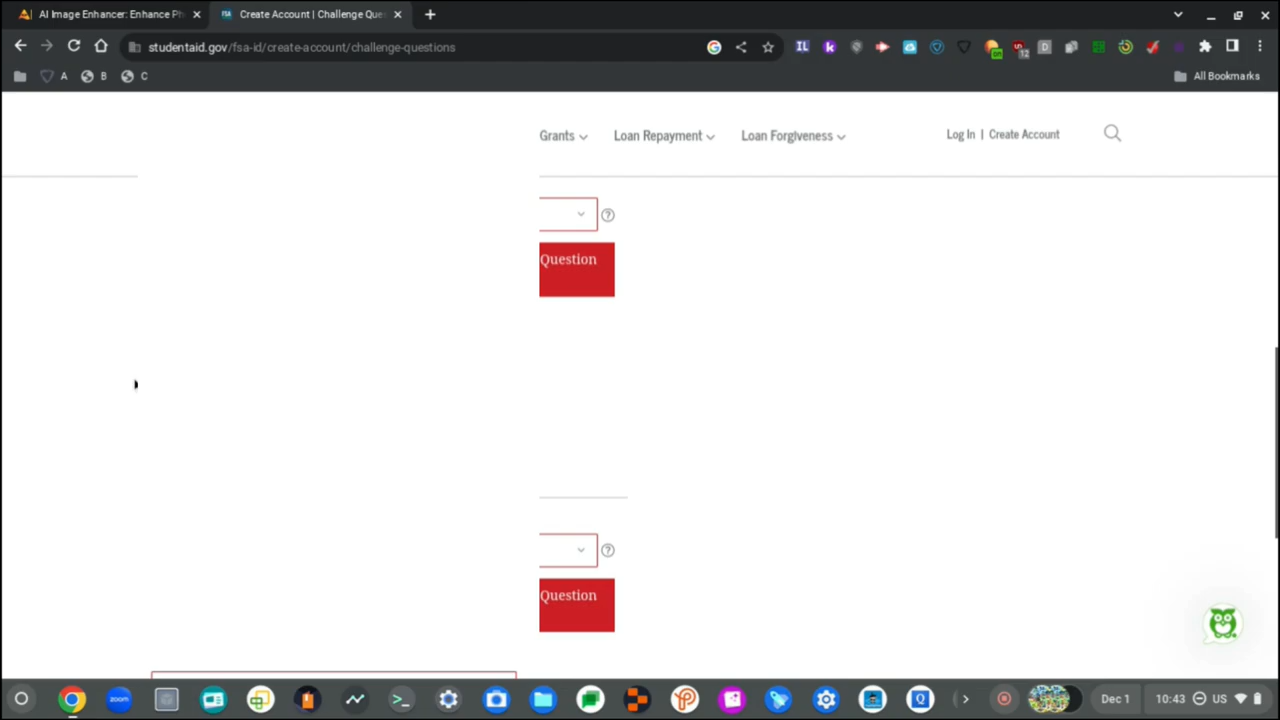 AI Image Enhancer: Enhance Ph
Create Account | Challenge Que
studentaid.gov/fsa-id/create-account/challenge-questions
A B C All Bookmarks
Grants Loan Repayment Loan Forgiveness Log In | Create Account
Question
Question
zoom Dec 1 10:43 US